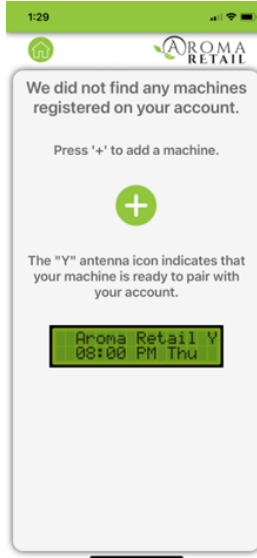 1:29
AROMA
RETAIL
We did not find any machines
registered on your account.
Press '+' to add a machine.
The "Y" antenna icon indicates that
your machine is ready to pair with
your account.
Aroma Retail Y
08:00 PM Thu